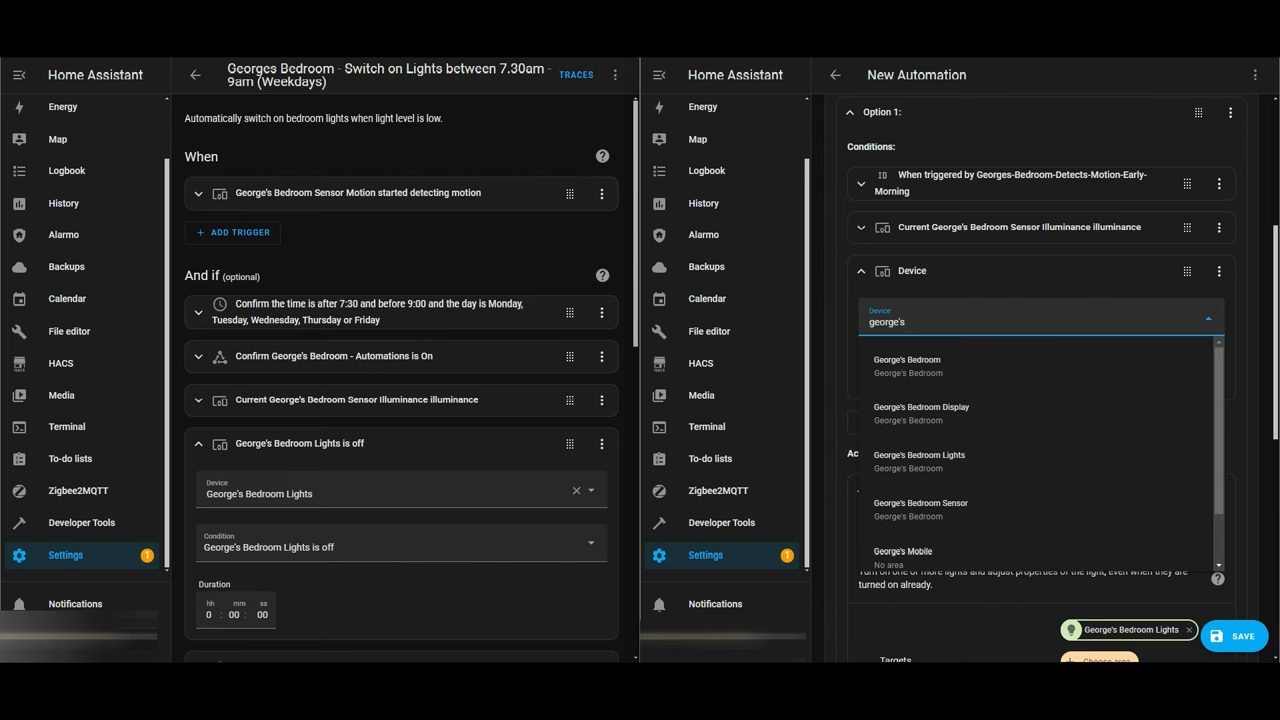 Home Assistant
Energy
Map
Logbook
History
Alarmo
Backups
Calendar
File editor
HACS
Media
Terminal
To-do lists
Zigbee2MQTT
Developer Tools
Settings
1
Notifications
Georges Bedroom - Switch on Lights between 7.30am -
9am (Weekdays)
TRACES
Automatically switch on bedroom lights when light level is low.
When
George's Bedroom Sensor Motion started detecting motion
+ ADD TRIGGER
And if (optional)
Confirm the time is after 7:30 and before 9:00 and the day is Monday,
Tuesday, Wednesday, Thursday or Friday
Confirm George's Bedroom - Automations is On
Current George's Bedroom Sensor Illuminance illuminance
George's Bedroom Lights is off
Device
George's Bedroom Lights
Condition
George's Bedroom Lights is off
Duration
hh mm ss
0 : 00 : 00
Home Assistant
Energy
Map
Logbook
History
Alarmo
Backups
Calendar
File editor
HACS
Media
Terminal
To-do lists
Zigbee2MQTT
Developer Tools
Settings
1
Notifications
New Automation
Option 1:
Conditions:
ID When triggered by Georges-Bedroom-Detects-Motion-Early-
Morning
Current George's Bedroom Sensor Illuminance illuminance
Device
Device
george's
George's Bedroom
George's Bedroom
George's Bedroom Display
George's Bedroom
George's Bedroom Lights
George's Bedroom
George's Bedroom Sensor
George's Bedroom
George's Mobile
No area
Turn on one or more lights and adjust properties of the light, even when they are
turned on already.
George's Bedroom Lights
SAVE
Targets
Choose area